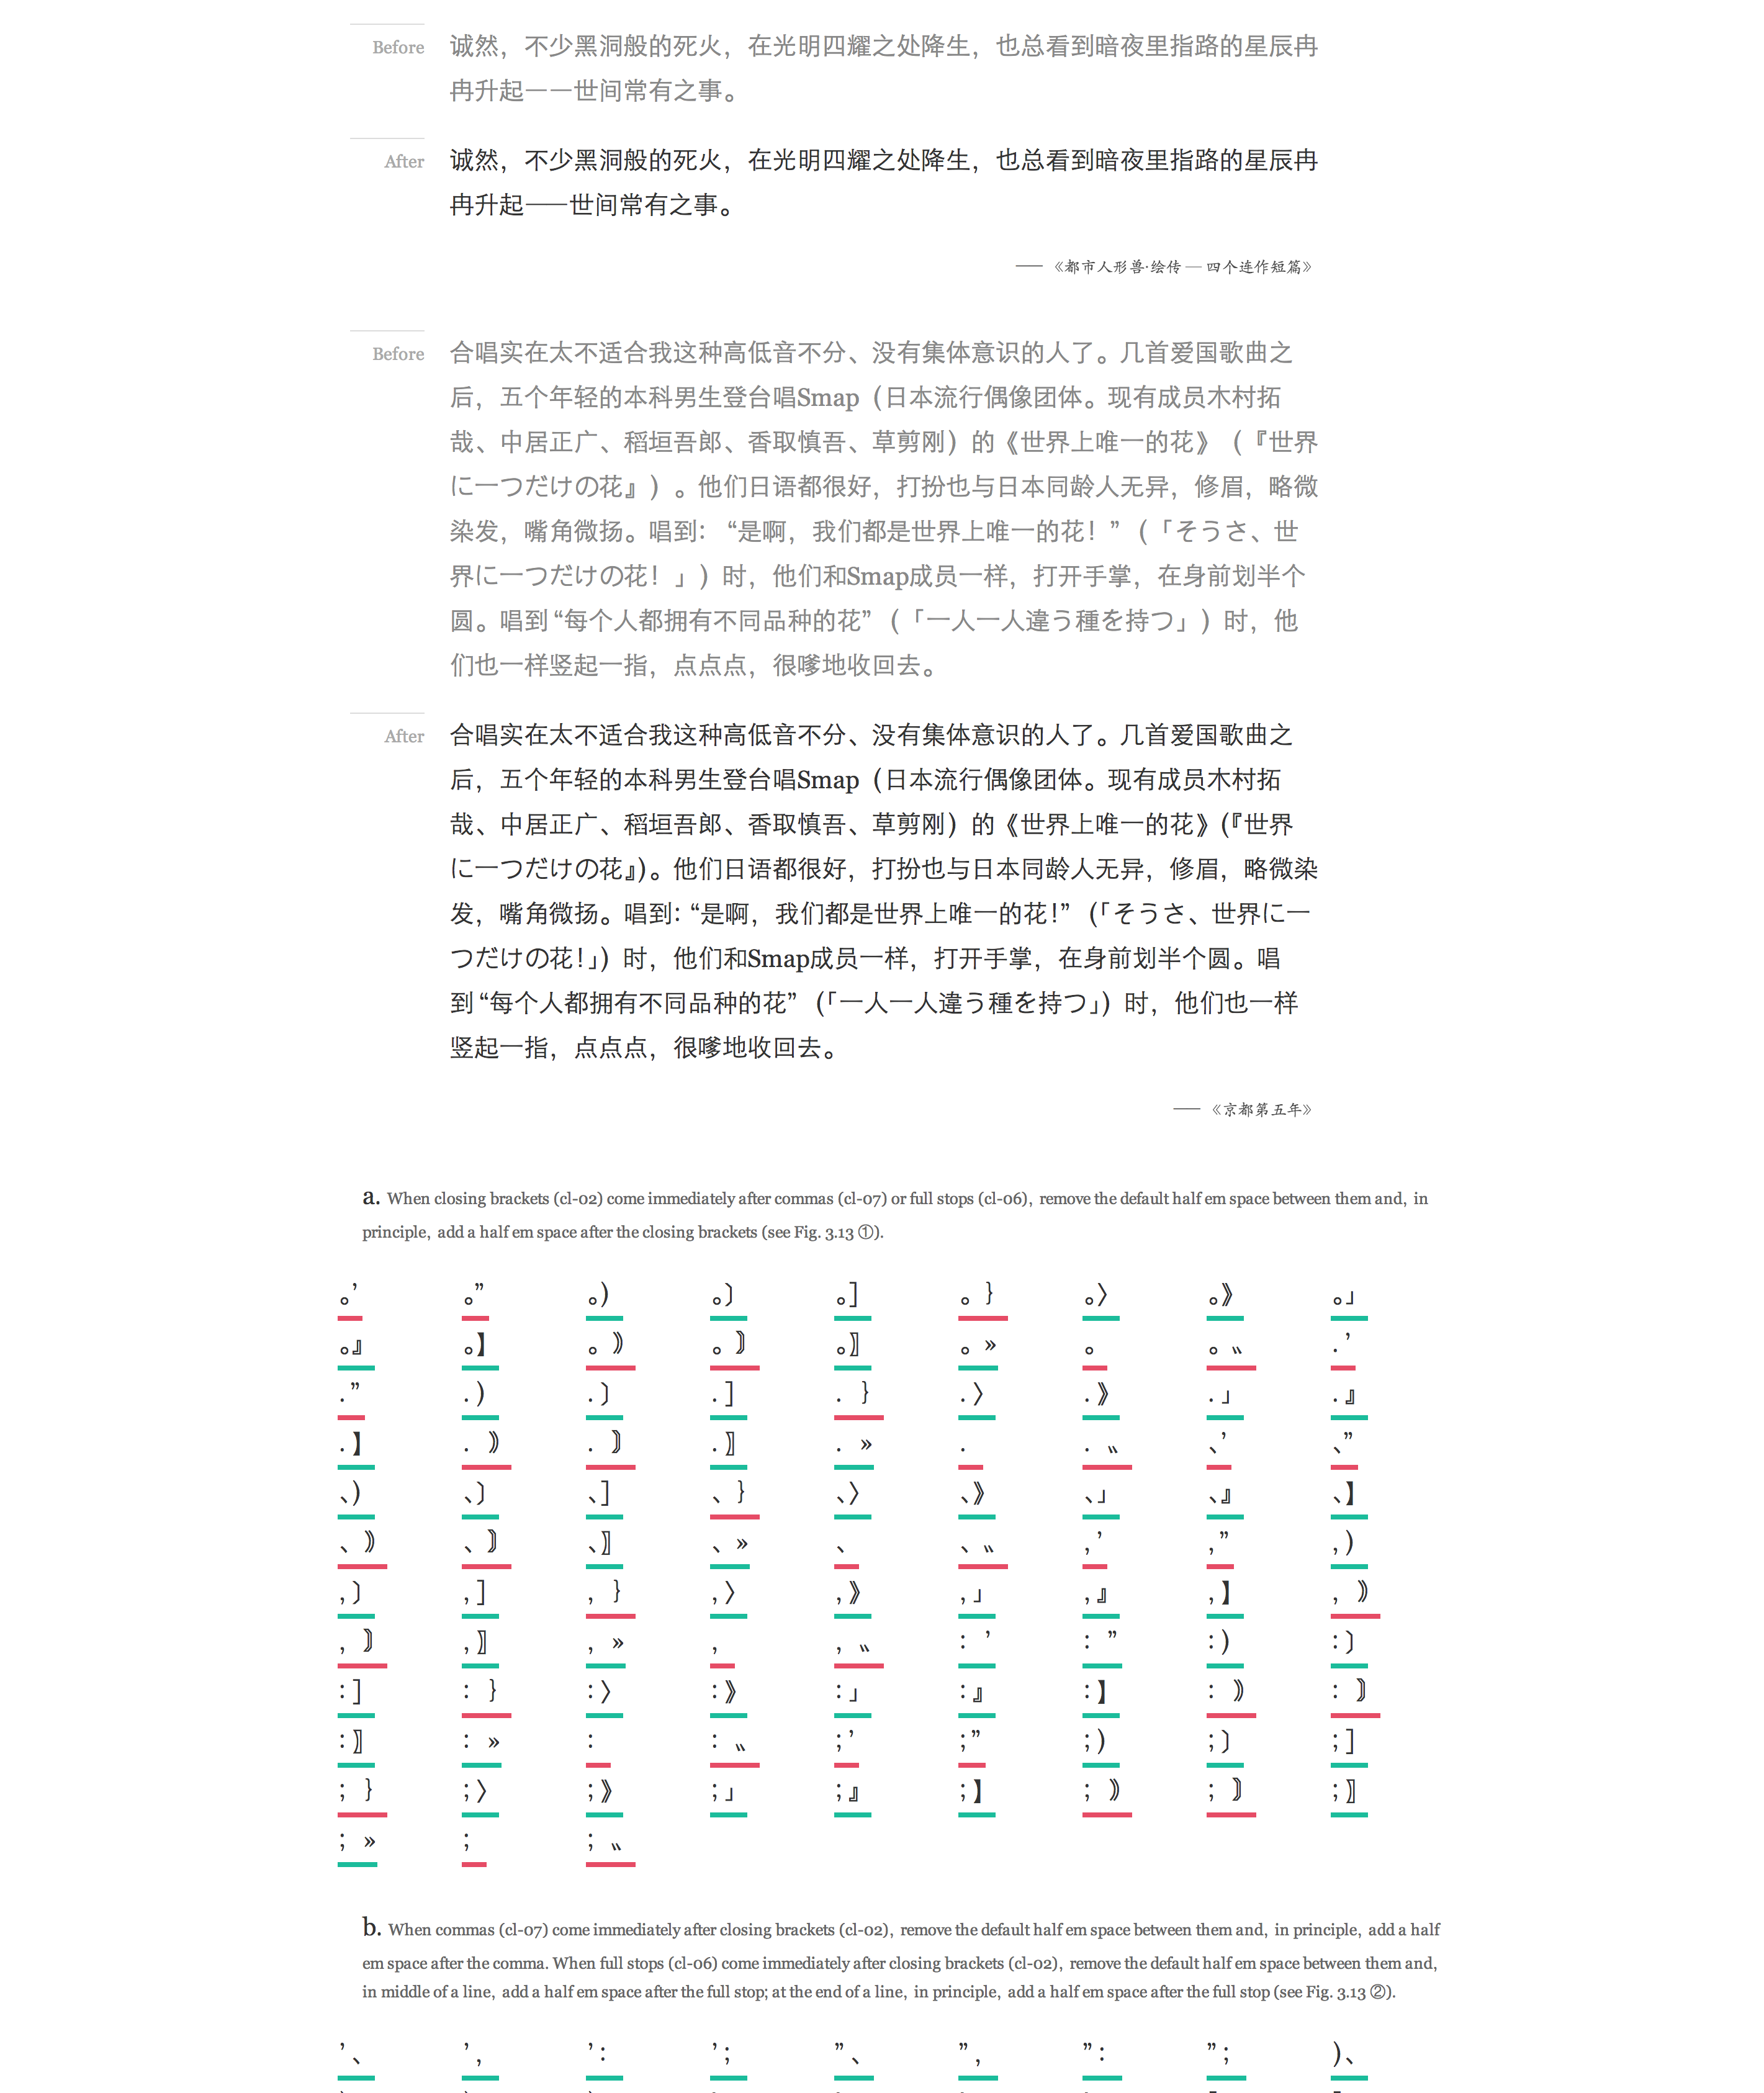 Before
诚然，不少黑洞般的死火，在光明四耀之处降生，也总看到暗夜里指路的星辰冉
冉升起——世间常有之事。
After
诚然，不少黑洞般的死火，在光明四耀之处降生，也总看到暗夜里指路的星辰冉
冉升起——世间常有之事。
—— 《都市人形兽·绘传 — 四个连作短篇》
Before
合唱实在太不适合我这种高低音不分、没有集体意识的人了。几首爱国歌曲之
后，五个年轻的本科男生登台唱Smap（日本流行偶像团体。现有成员木村拓
哉、中居正广、稻垣吾郎、香取慎吾、草剪刚）的《世界上唯一的花》（『世界
に一つだけの花』）。他们日语都很好，打扮也与日本同龄人无异，修眉，略微
染发，嘴角微扬。唱到：“是啊，我们都是世界上唯一的花！”（「そうさ、世
界に一つだけの花！」）时，他们和Smap成员一样，打开手掌，在身前划半个
圆。唱到“每个人都拥有不同品种的花”（「一人一人違う種を持つ」）时，他
们也一样竖起一指，点点点，很嗲地收回去。
After
合唱实在太不适合我这种高低音不分、没有集体意识的人了。几首爱国歌曲之
后，五个年轻的本科男生登台唱Smap（日本流行偶像团体。现有成员木村拓
哉、中居正广、稻垣吾郎、香取慎吾、草剪刚）的《世界上唯一的花》（『世界
に一つだけの花』）。他们日语都很好，打扮也与日本同龄人无异，修眉，略微染
发，嘴角微扬。唱到：“是啊，我们都是世界上唯一的花！”（「そうさ、世界に一
つだけの花！」）时，他们和Smap成员一样，打开手掌，在身前划半个圆。唱
到“每个人都拥有不同品种的花”（「一人一人違う種を持つ」）时，他们也一样
竖起一指，点点点，很嗲地收回去。
—— 《京都第五年》
a. When closing brackets (cl-02) come immediately after commas (cl-07) or full stops (cl-06), remove the default half em space between them and, in
principle, add a half em space after the closing brackets (see Fig. 3.13 ①).
。’ 。” 。） 。〕 。］ 。｝ 。〉 。》 。」
。』 。】 。⦆ 。〙 。〗 。» 。 。〟 ．’
．” ．） ．〕 ．］ ．｝ ．〉 ．》 ．」 ．』
．】 ．⦆ ．〙 ．〗 ．» ． ．〟 、’ 、”
、） 、〕 、］ 、｝ 、〉 、》 、」 、』 、】
、⦆ 、〙 、〗 、» 、 、〟 ，’ ，” ，）
，〕 ，］ ，｝ ，〉 ，》 ，」 ，』 ，】 ，⦆
，〙 ，〗 ，» ， ，〟 ：’ ：” ：） ：〕
：］ ：｝ ：〉 ：》 ：」 ：』 ：】 ：⦆ ：〙
：〗 ：» ： ：〟 ；’ ；” ；） ；〕 ；］
；｝ ；〉 ；》 ；」 ；』 ；】 ；⦆ ；〙 ；〗
；» ； ；〟
b. When commas (cl-07) come immediately after closing brackets (cl-02), remove the default half em space between them and, in principle, add a half
em space after the comma. When full stops (cl-06) come immediately after closing brackets (cl-02), remove the default half em space between them and,
in middle of a line, add a half em space after the full stop; at the end of a line, in principle, add a half em space after the full stop (see Fig. 3.13 ②).
’、 ’， ’： ’； ”、 ”， ”： ”； ）、